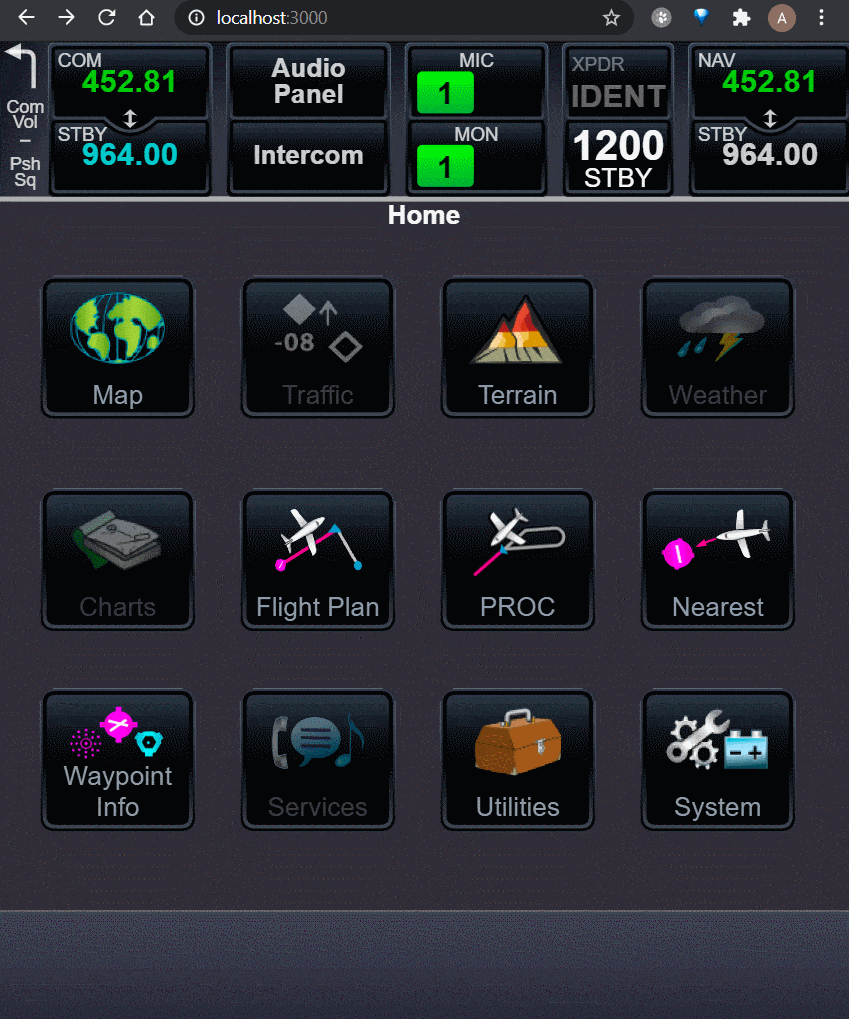 localhost:3000
A
Com
Vol
–
Psh
Sq
COM
452.81
STBY
964.00
Audio
Panel
Intercom
MIC
1
MON
1
XPDR
IDENT
1200
STBY
NAV
452.81
STBY
964.00
Home
Map
-08
Traffic
Terrain
Weather
Charts
Flight Plan
PROC
Nearest
Waypoint
Info
Services
Utilities
System